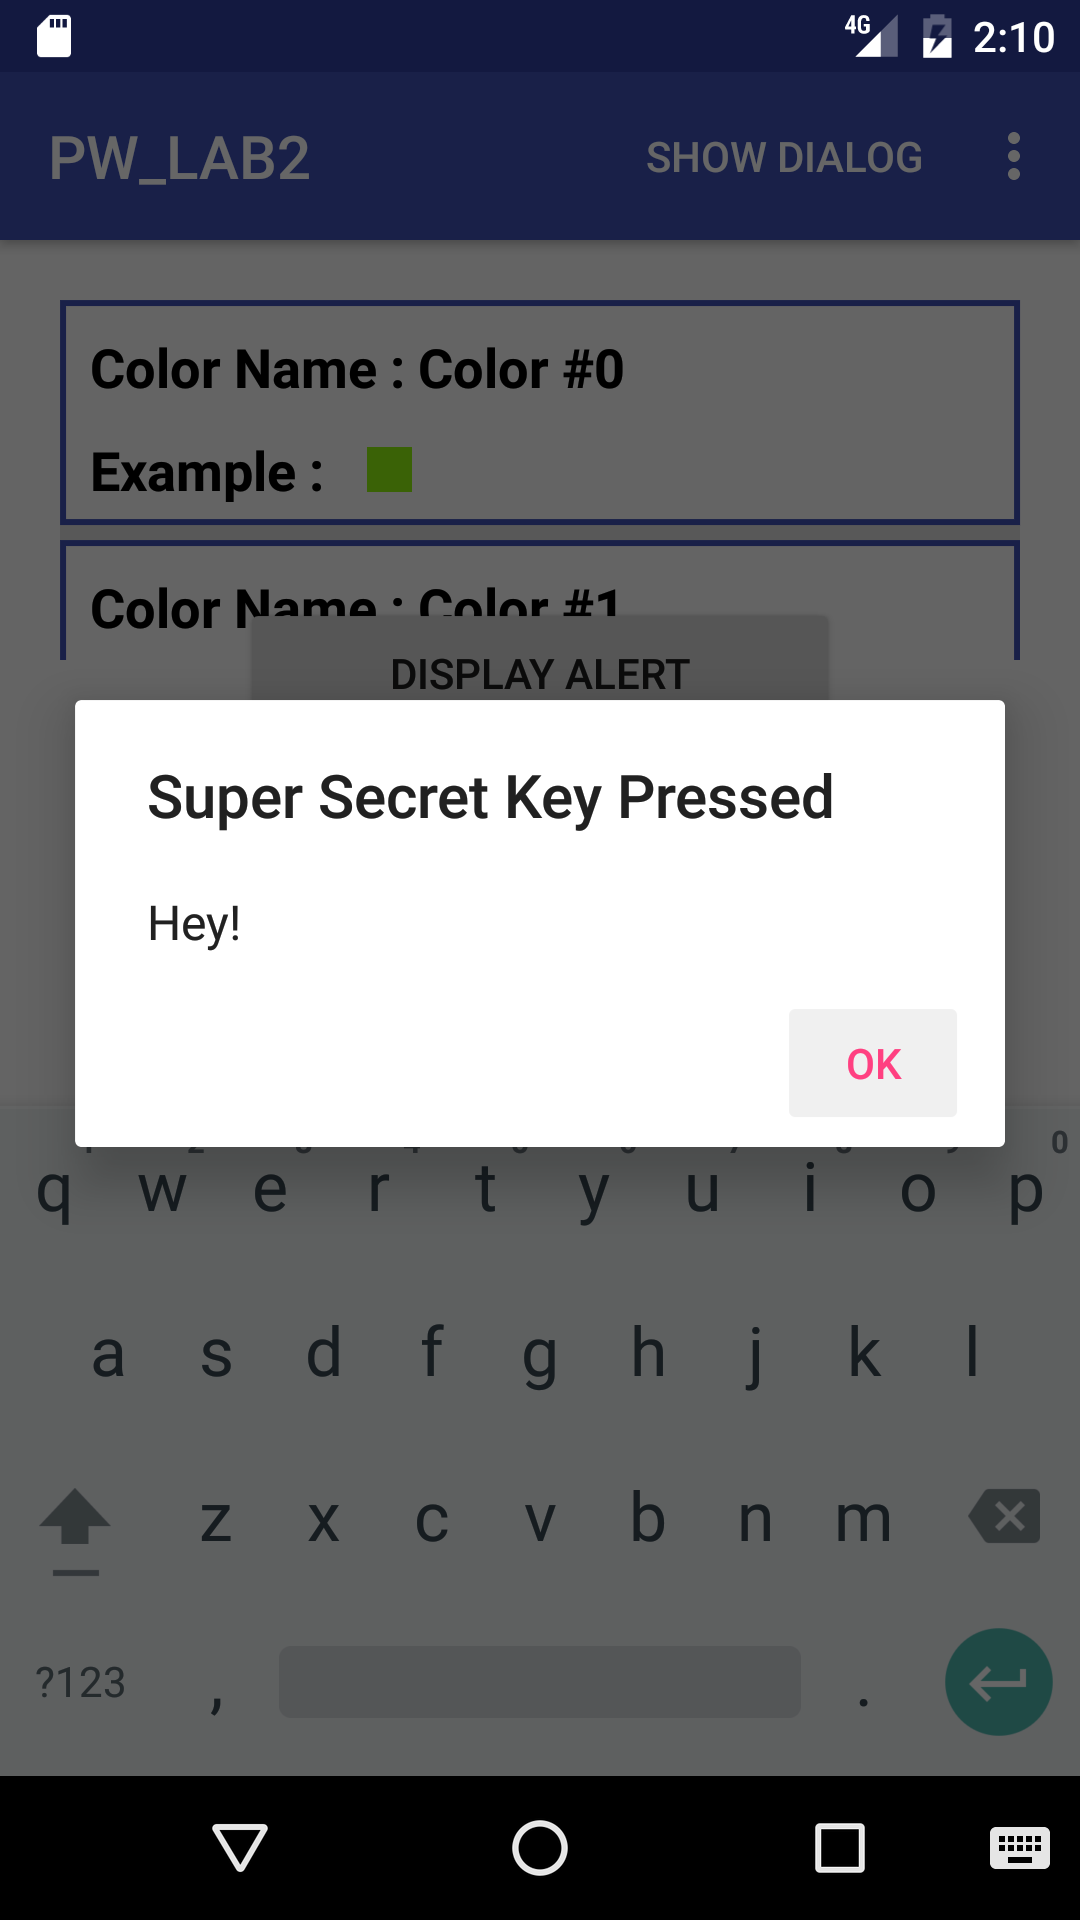 4G 2:10
PW_LAB2 SHOW DIALOG
Color Name : Color #0
Example :
Color Name : Color #1
DISPLAY ALERT
Super Secret Key Pressed
Hey!
OK
0
q w e r t y u i o p
a s d f g h j k l
z x c v b n m
?123 , .